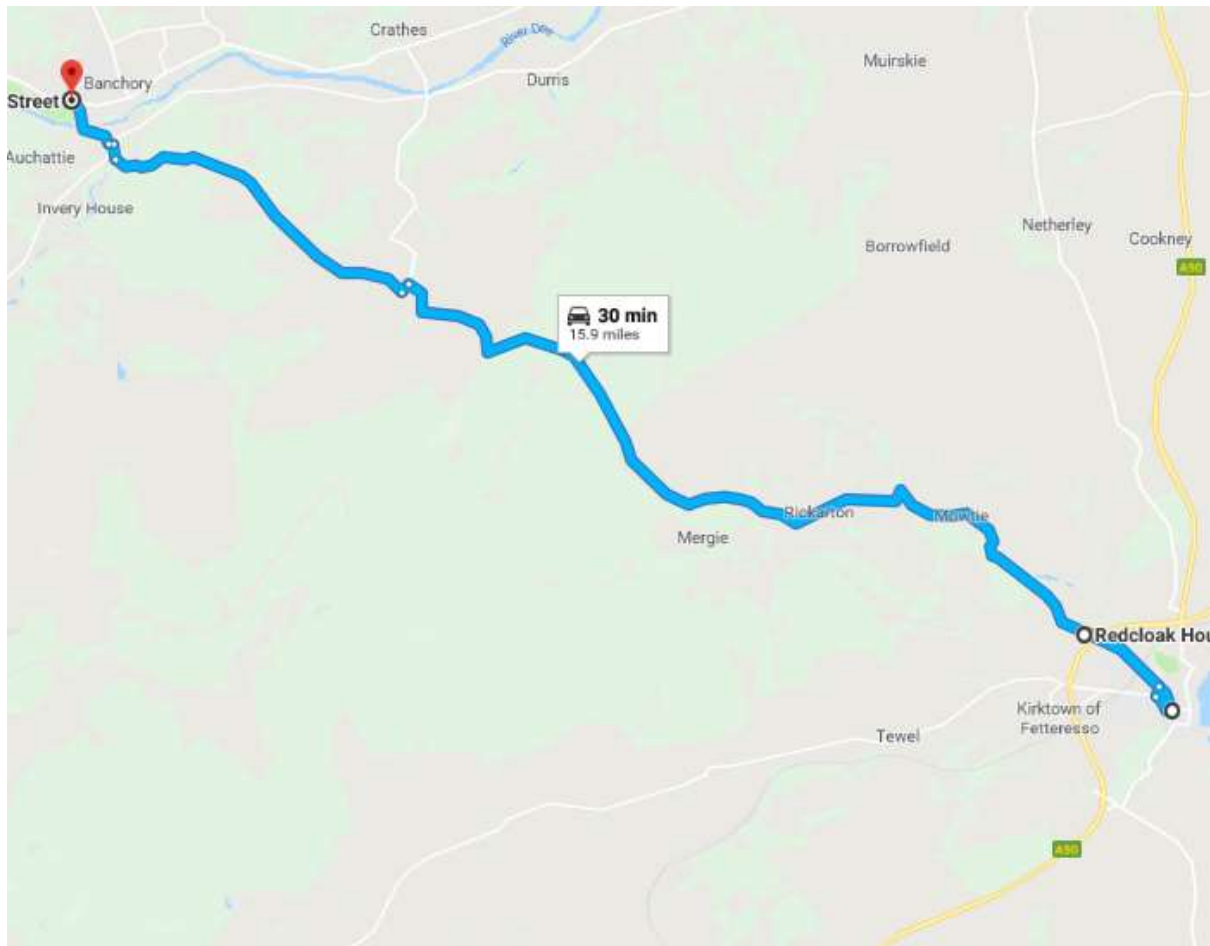 Crathes
River Dee
Muirskie
Banchory
Durris
Street
Auchattie
Invery House
Netherley
Cookney
Borrowfield
A90
30 min
15.9 miles
Rickarton
Mowtie
Mergie
Redcloak Hou
Kirktown of
Fetteresso
Tewel
A90